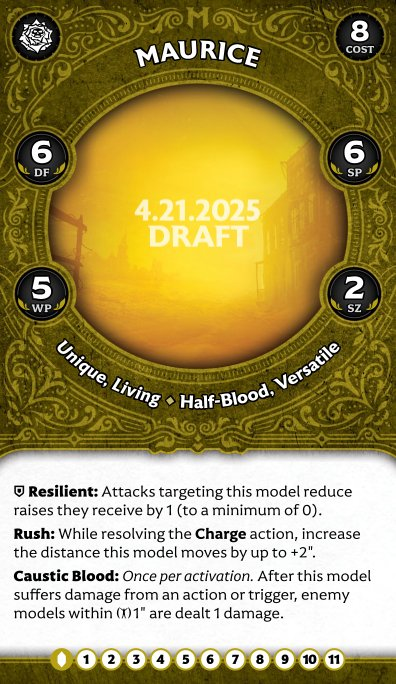 MAURICE
8
COST
6
DF
6
SP
4.21.2025
DRAFT
5
WP
2
SZ
Unique, Living ⬥ Half-Blood, Versatile
Resilient: Attacks targeting this model reduce
raises they receive by 1 (to a minimum of 0).
Rush: While resolving the Charge action, increase
the distance this model moves by up to +2".
Caustic Blood: Once per activation. After this model
suffers damage from an action or trigger, enemy
models within 1" are dealt 1 damage.
1 2 3 4 5 6 7 8 9 10 11